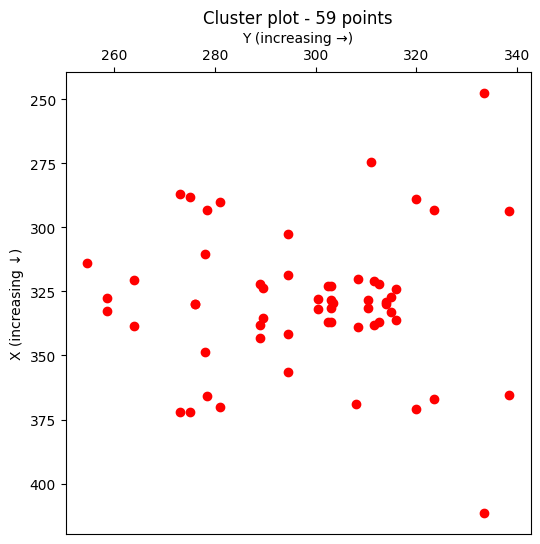 Cluster plot - 59 points
Y (increasing →)
260 280 300 320 340
250
275
300
325
350
375
400
X (increasing ↓)